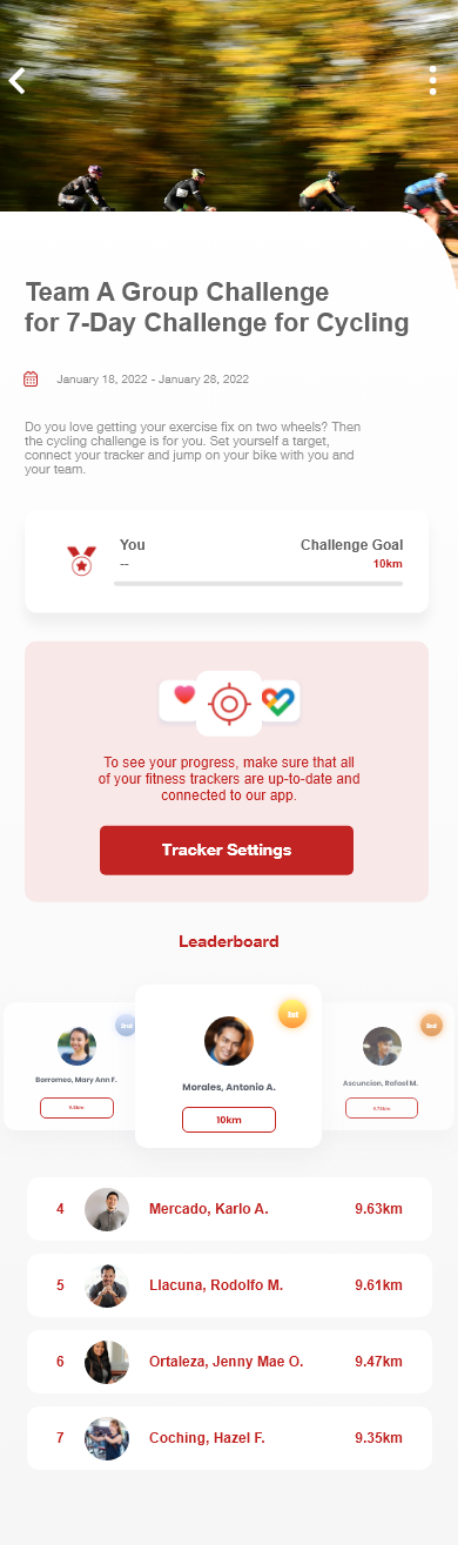 Team A Group Challenge
for 7-Day Challenge for Cycling
January 18, 2022 - January 28, 2022
Do you love getting your exercise fix on two wheels? Then
the cycling challenge is for you. Set yourself a target,
connect your tracker and jump on your bike with you and
your team.
You
Challenge Goal
--
10km
To see your progress, make sure that all
of your fitness trackers are up-to-date and
connected to our app.
Tracker Settings
Leaderboard
2nd
Borromeo, Mary Ann F.
1st
Morales, Antonio A.
10km
Ascuncion, Rafael M.
9.78km
4
Mercado, Karlo A.
9.63km
5
Llacuna, Rodolfo M.
9.61km
6
Ortaleza, Jenny Mae O.
9.47km
7
Coching, Hazel F.
9.35km